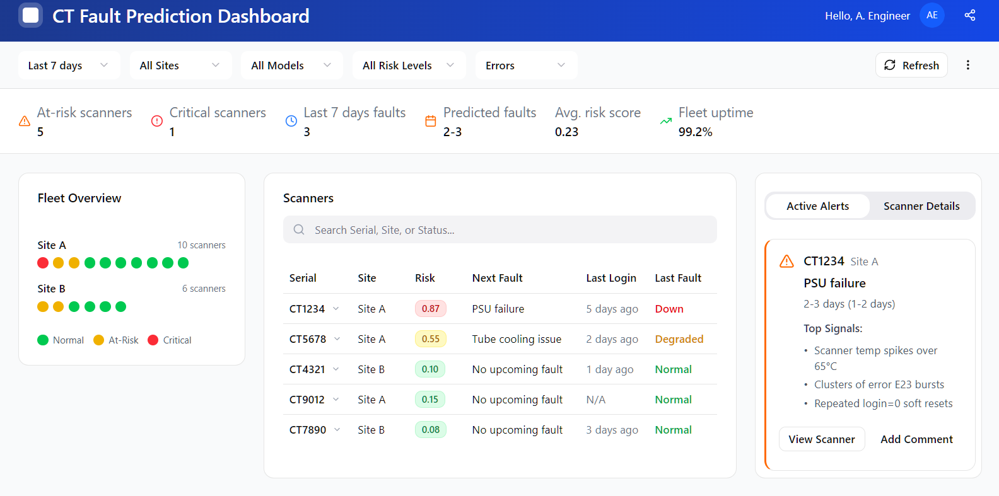 CT Fault Prediction Dashboard
Hello, A. Engineer
AE
Last 7 days
All Sites
All Models
All Risk Levels
Errors
Refresh
At-risk scanners
5
Critical scanners
1
Last 7 days faults
3
Predicted faults
2-3
Avg. risk score
0.23
Fleet uptime
99.2%
Fleet Overview
Site A 10 scanners
Site B 6 scanners
Normal At-Risk Critical
Scanners
Search Serial, Site, or Status...
Serial Site Risk Next Fault Last Login Last Fault
CT1234 Site A 0.87 PSU failure 5 days ago Down
CT5678 Site A 0.55 Tube cooling issue 2 days ago Degraded
CT4321 Site B 0.10 No upcoming fault 1 day ago Normal
CT9012 Site A 0.15 No upcoming fault N/A Normal
CT7890 Site B 0.08 No upcoming fault 3 days ago Normal
Active Alerts Scanner Details
CT1234 Site A
PSU failure
2-3 days (1-2 days)
Top Signals:
• Scanner temp spikes over
65°C
• Clusters of error E23 bursts
• Repeated login=0 soft resets
View Scanner Add Comment